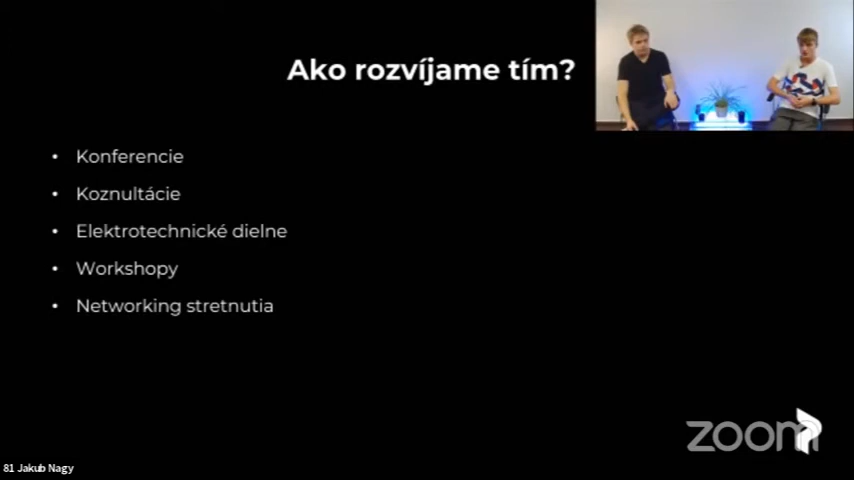 Ako rozvíjame tím?
• Konferencie
• Koznultácie
• Elektrotechnické dielne
• Workshopy
• Networking stretnutia
zoom
81 Jakub Nagy